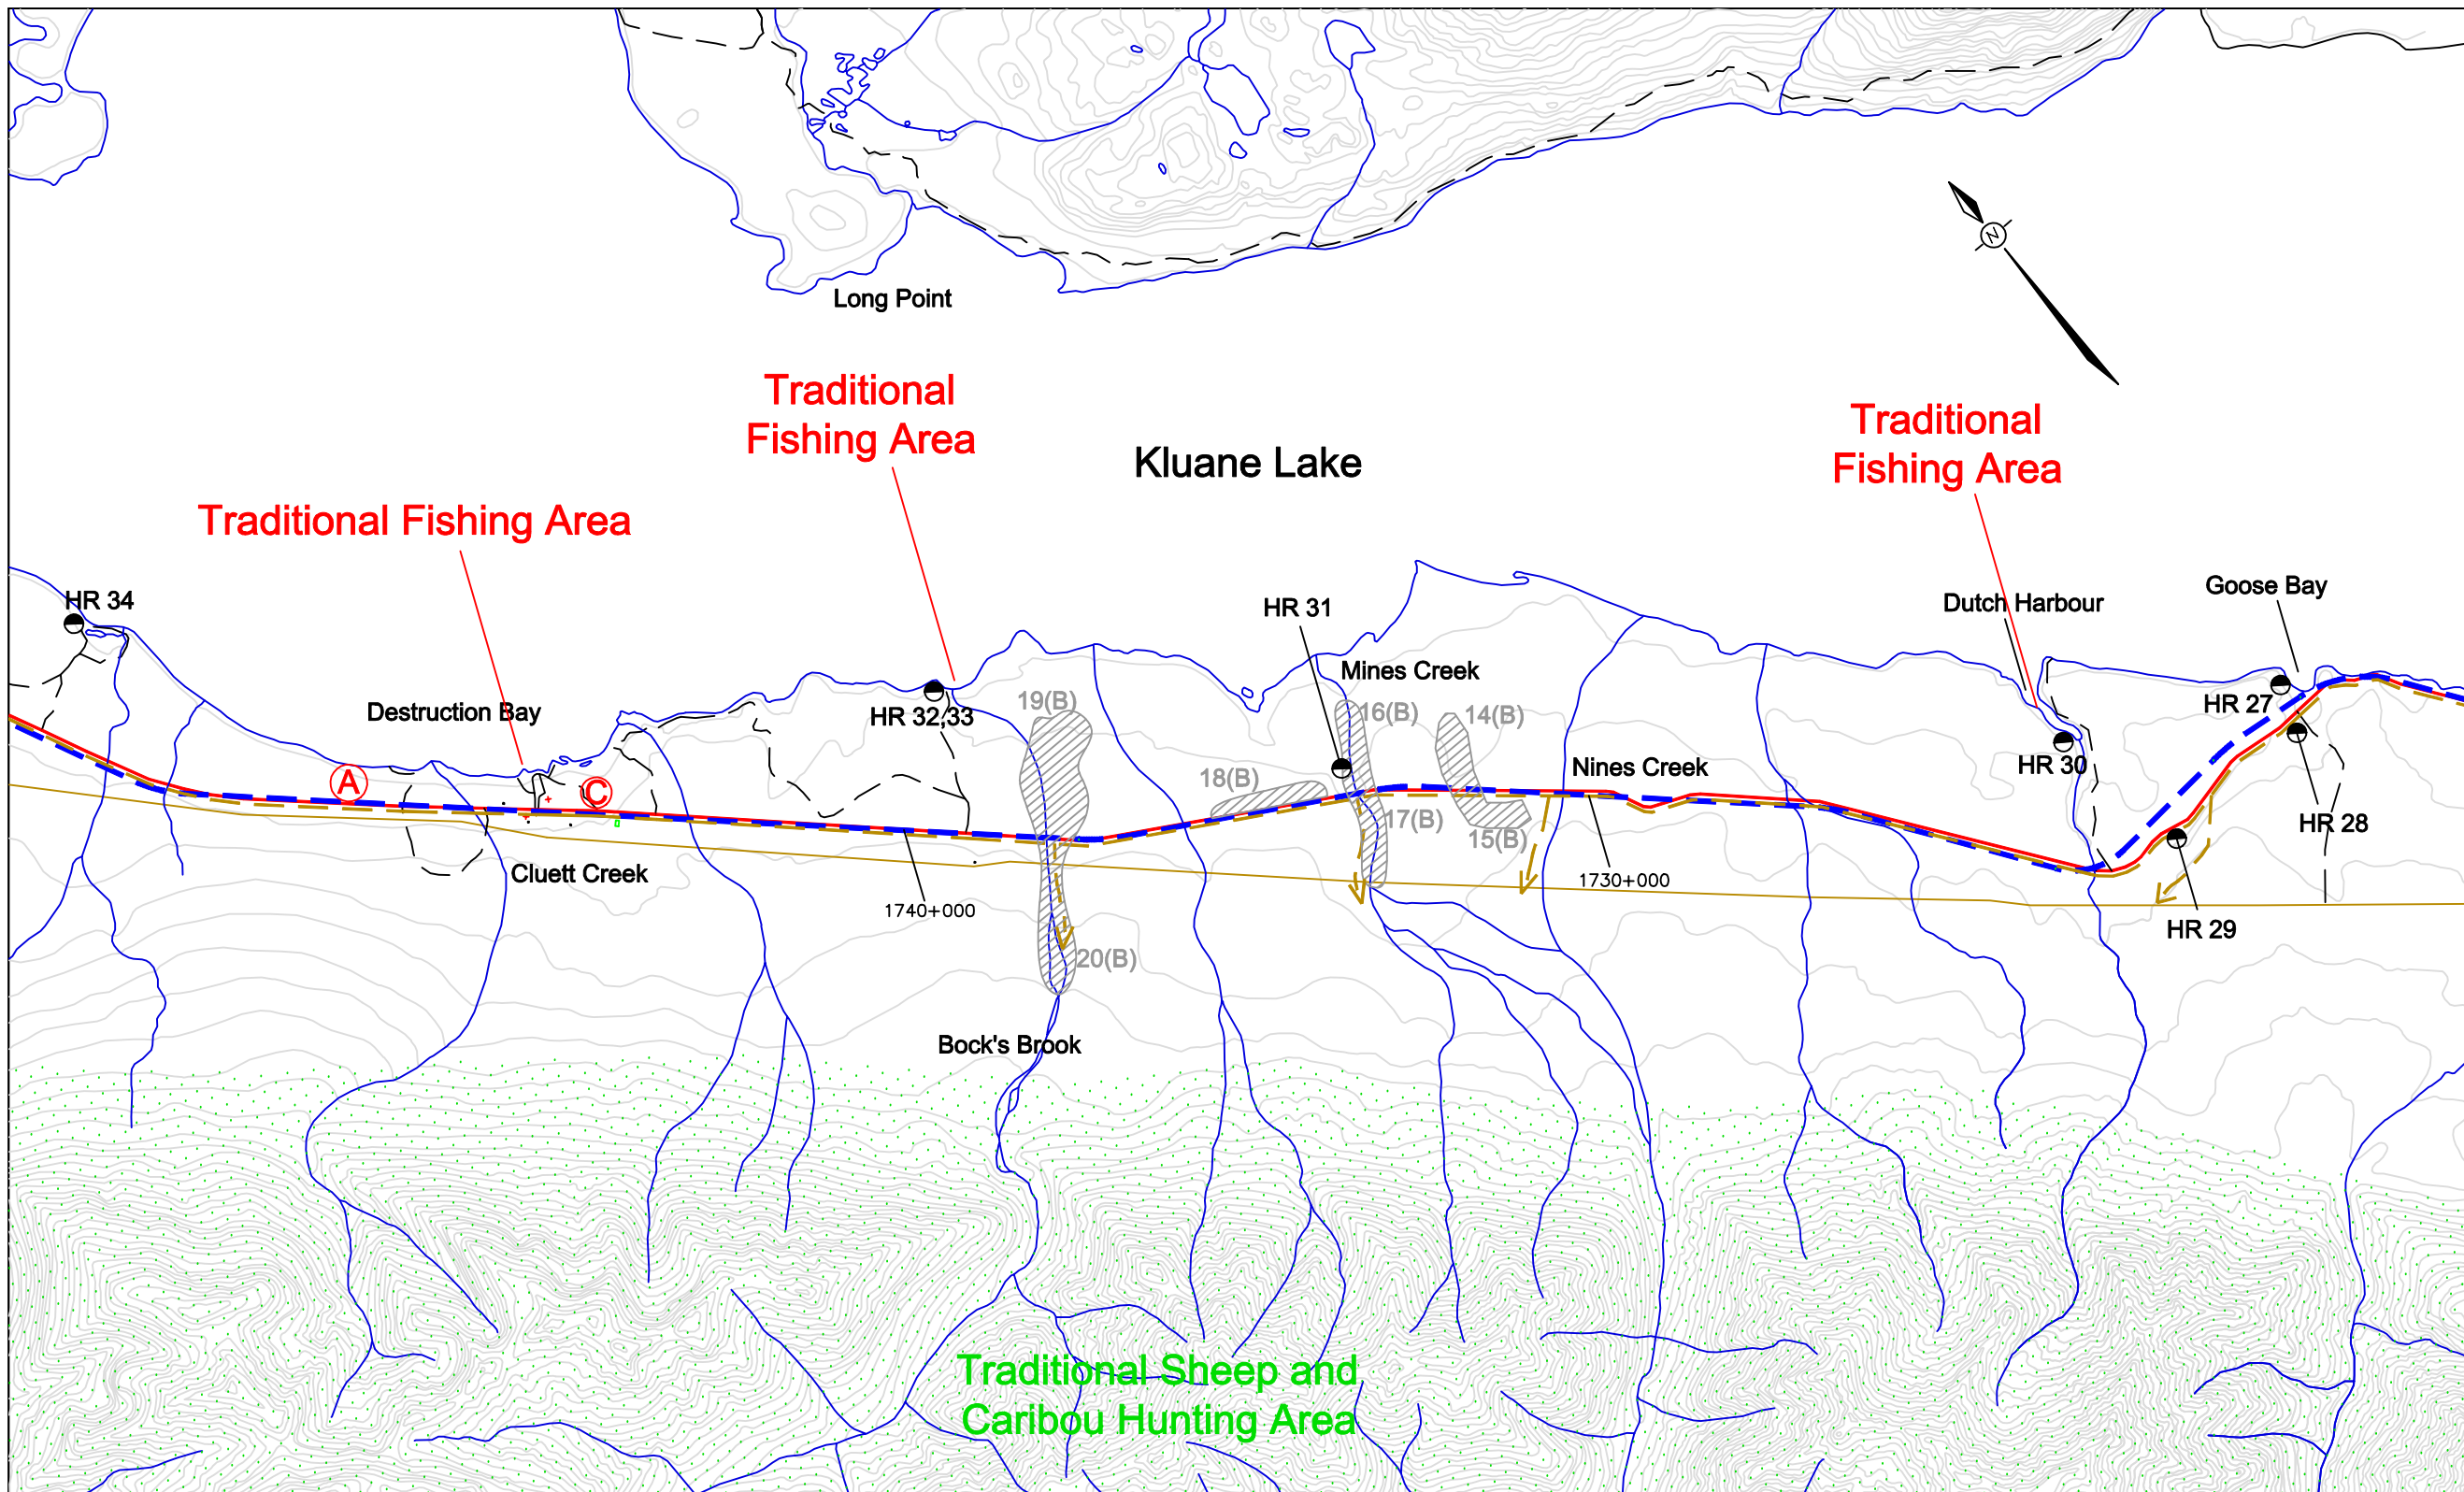 N
Long Point
Traditional
Fishing Area
Traditional
Fishing Area
Kluane Lake
Traditional Fishing Area
Goose Bay
HR 34
HR 31
Dutch Harbour
Mines Creek
19(B)
HR 27
Destruction Bay
HR 32,33
16(B)
14(B)
HR 30
Nines Creek
18(B)
A
C
17(B)
HR 28
15(B)
Cluett Creek
1730+000
1740+000
HR 29
20(B)
Bock's Brook
Traditional Sheep and
Caribou Hunting Area